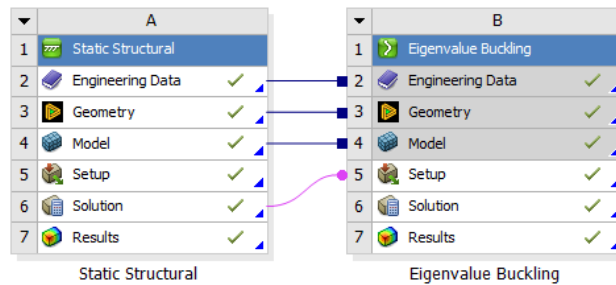 A
1 Static Structural
2 Engineering Data
3 Geometry
4 Model
5 Setup
6 Solution
7 Results
Static Structural
B
1 Eigenvalue Buckling
2 Engineering Data
3 Geometry
4 Model
5 Setup
6 Solution
7 Results
Eigenvalue Buckling